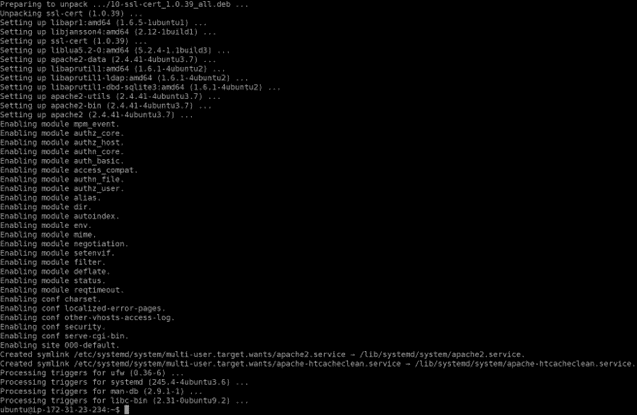 Preparing to unpack .../10-ssl-cert_1.0.39_all.deb ...
Unpacking ssl-cert (1.0.39) ...
Setting up libapr1:amd64 (1.6.5-1ubuntu1) ...
Setting up libjansson4:amd64 (2.12-1build1) ...
Setting up ssl-cert (1.0.39) ...
Setting up liblua5.2-0:amd64 (5.2.4-1.1build3) ...
Setting up apache2-data (2.4.41-4ubuntu3.7) ...
Setting up libaprutil1:amd64 (1.6.1-4ubuntu2) ...
Setting up libaprutil1-ldap:amd64 (1.6.1-4ubuntu2) ...
Setting up libaprutil1-dbd-sqlite3:amd64 (1.6.1-4ubuntu2) ...
Setting up apache2-utils (2.4.41-4ubuntu3.7) ...
Setting up apache2-bin (2.4.41-4ubuntu3.7) ...
Setting up apache2 (2.4.41-4ubuntu3.7) ...
Enabling module mpm_event.
Enabling module authz_core.
Enabling module authz_host.
Enabling module authn_core.
Enabling module auth_basic.
Enabling module access_compat.
Enabling module authn_file.
Enabling module authz_user.
Enabling module alias.
Enabling module dir.
Enabling module autoindex.
Enabling module env.
Enabling module mime.
Enabling module negotiation.
Enabling module setenvif.
Enabling module filter.
Enabling module deflate.
Enabling module status.
Enabling module reqtimeout.
Enabling conf charset.
Enabling conf localized-error-pages.
Enabling conf other-vhosts-access-log.
Enabling conf security.
Enabling conf serve-cgi-bin.
Enabling site 000-default.
Created symlink /etc/systemd/system/multi-user.target.wants/apache2.service → /lib/systemd/system/apache2.service.
Created symlink /etc/systemd/system/multi-user.target.wants/apache-htcacheclean.service → /lib/systemd/system/apache-htcacheclean.service.
Processing triggers for ufw (0.36-6) ...
Processing triggers for systemd (245.4-4ubuntu3.6) ...
Processing triggers for man-db (2.9.1-1) ...
Processing triggers for libc-bin (2.31-0ubuntu9.2) ...
ubuntu@ip-172-31-23-234:~$